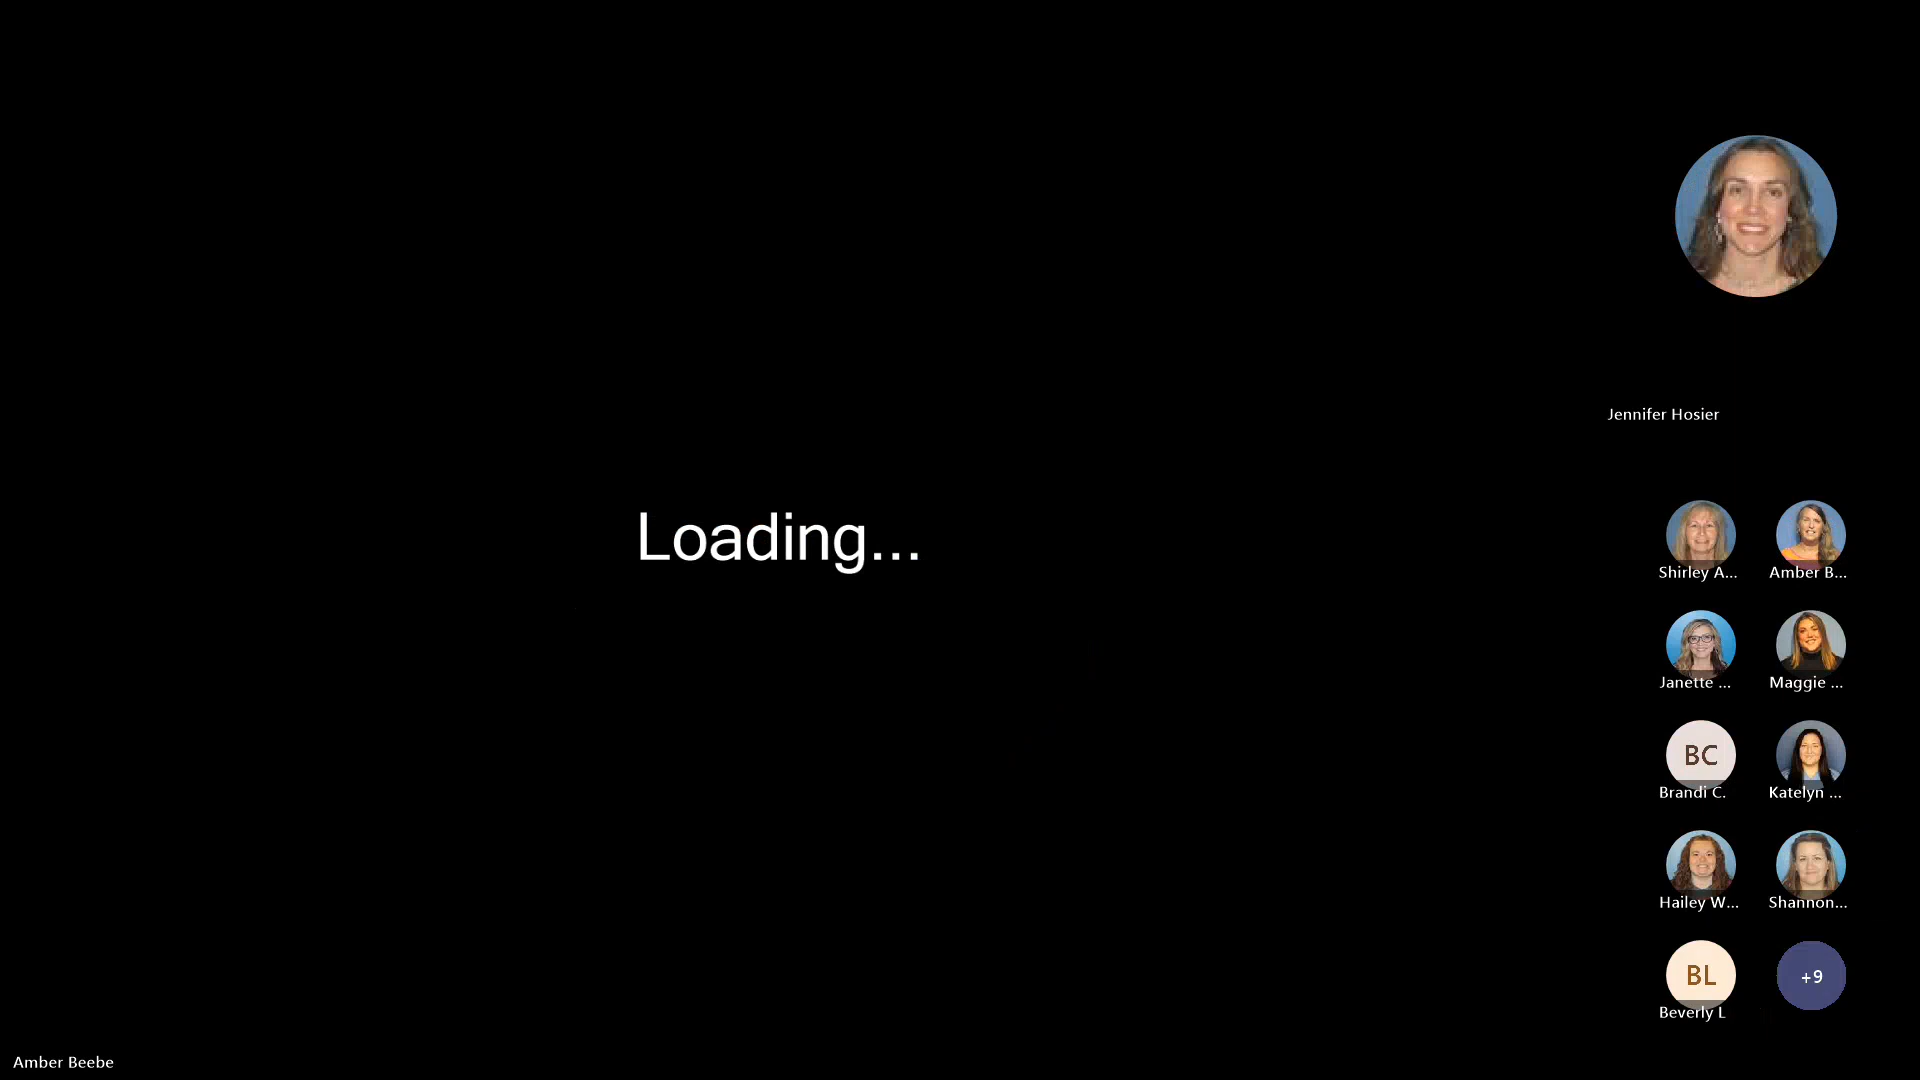 Jennifer Hosier
Loading...
Shirley A...
Amber B...
Janette ...
Maggie ...
BC
Brandi C.
Katelyn ...
Hailey W...
Shannon...
BL
Beverly L
+9
Amber Beebe